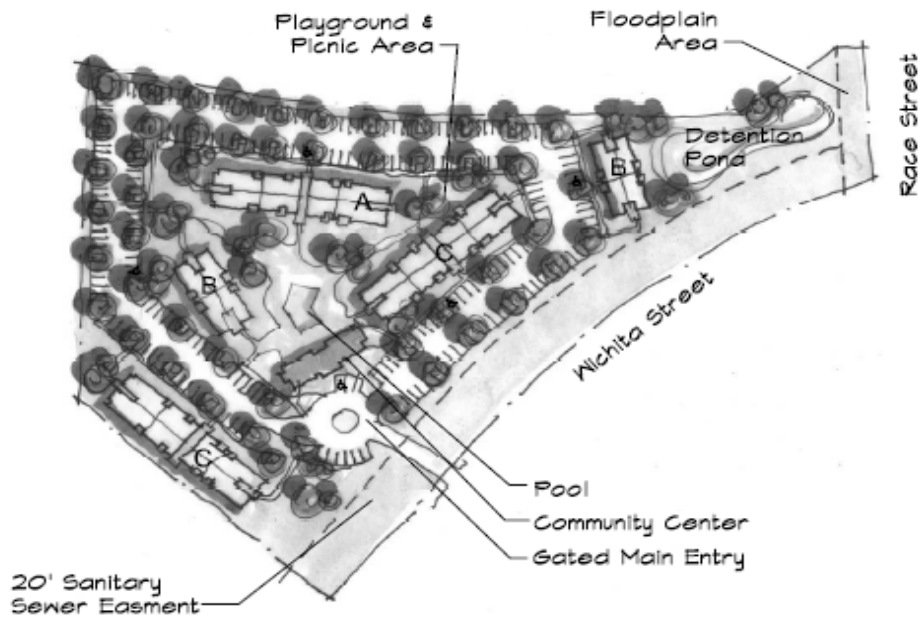 Playground &
Picnic Area
Floodplain
Area
Race Street
Detention
Pond
B
A
C
B
Wichita Street
C
Pool
Community Center
Gated Main Entry
20' Sanitary
Sewer Easment